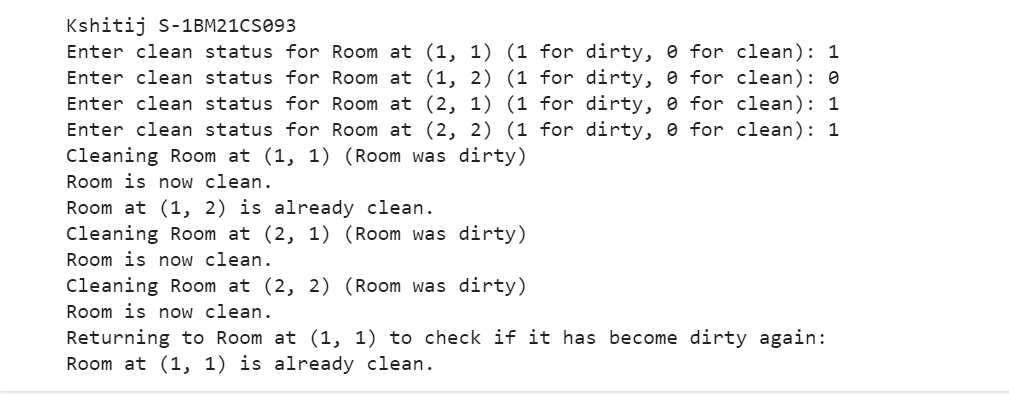 Kshitij S-1BM21CS093
Enter clean status for Room at (1, 1) (1 for dirty, 0 for clean): 1
Enter clean status for Room at (1, 2) (1 for dirty, 0 for clean): 0
Enter clean status for Room at (2, 1) (1 for dirty, 0 for clean): 1
Enter clean status for Room at (2, 2) (1 for dirty, 0 for clean): 1
Cleaning Room at (1, 1) (Room was dirty)
Room is now clean.
Room at (1, 2) is already clean.
Cleaning Room at (2, 1) (Room was dirty)
Room is now clean.
Cleaning Room at (2, 2) (Room was dirty)
Room is now clean.
Returning to Room at (1, 1) to check if it has become dirty again:
Room at (1, 1) is already clean.